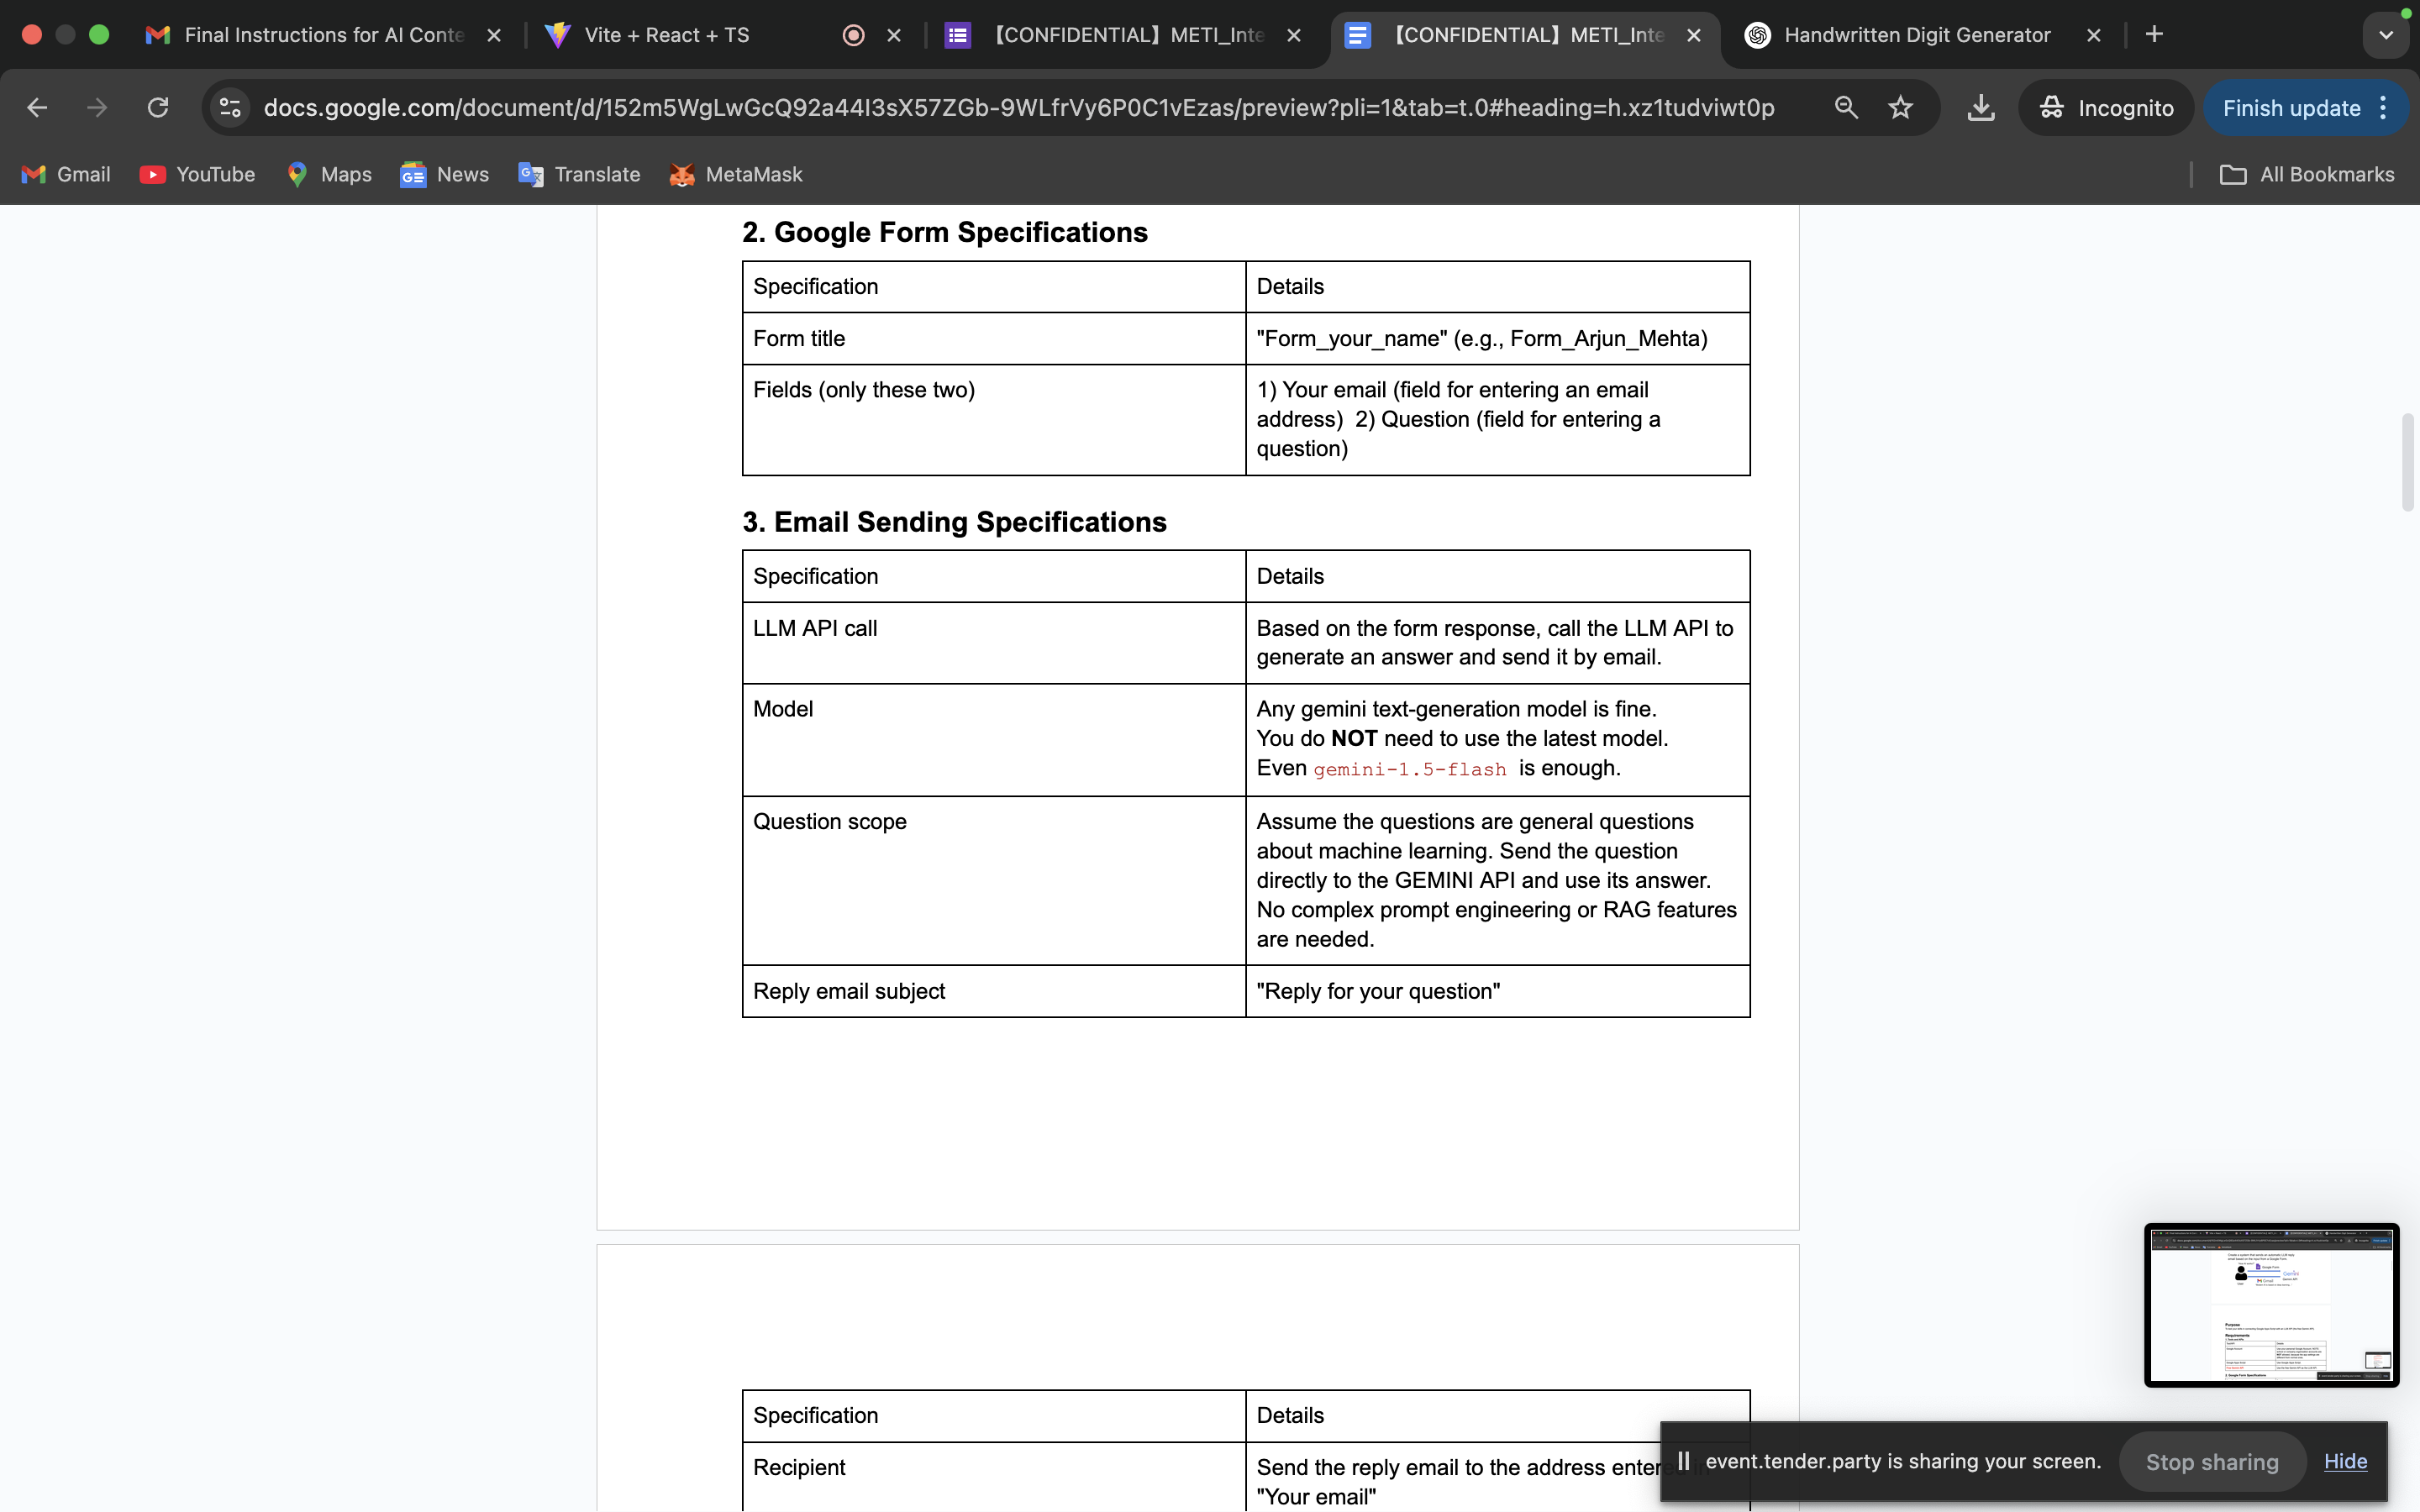 Final Instructions for AI Conte
Vite + React + TS
【CONFIDENTIAL】METI_Inte
【CONFIDENTIAL】METI_Inte
Handwritten Digit Generator
docs.google.com/document/d/152m5WgLwGcQ92a44I3sX57ZGb-9WLfrVy6P0C1vEzas/preview?pli=1&tab=t.0#heading=h.xz1tudviwt0p
Incognito
Finish update
Gmail
YouTube
Maps
News
Translate
MetaMask
All Bookmarks
2. Google Form Specifications
Specification
Details
Form title
"Form_your_name" (e.g., Form_Arjun_Mehta)
Fields (only these two)
1) Your email (field for entering an email
address)  2) Question (field for entering a
question)
3. Email Sending Specifications
Specification
Details
LLM API call
Based on the form response, call the LLM API to
generate an answer and send it by email.
Model
Any gemini text-generation model is fine.
You do NOT need to use the latest model.
Even gemini-1.5-flash is enough.
Question scope
Assume the questions are general questions
about machine learning. Send the question
directly to the GEMINI API and use its answer.
No complex prompt engineering or RAG features
are needed.
Reply email subject
"Reply for your question"
Specification
Details
Recipient
Send the reply email to the address entered in
"Your email"
event.tender.party is sharing your screen.
Stop sharing
Hide